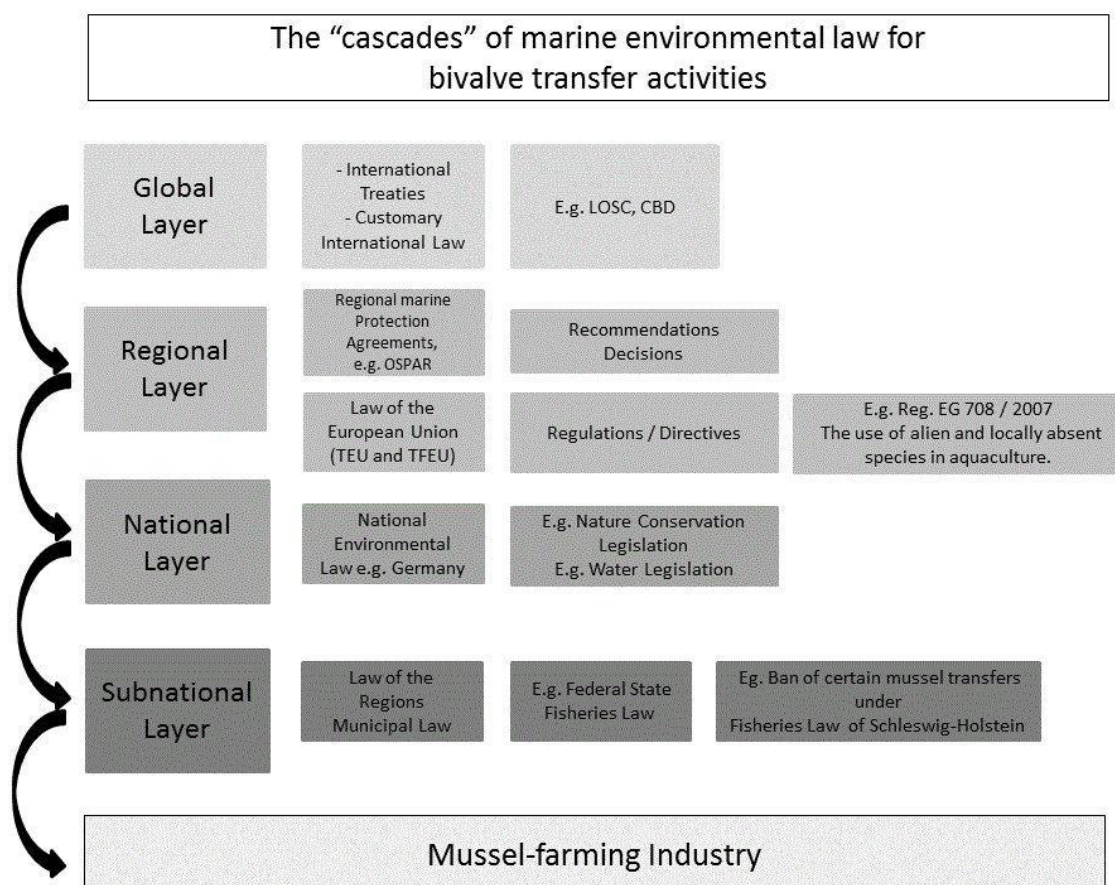 The “cascades” of marine environmental law for
bivalve transfer activities
Global
Layer
- International
Treaties
- Customary
International Law
E.g. LOSC, CBD
Regional
Layer
Regional marine
Protection
Agreements,
e.g. OSPAR
Recommendations
Decisions
Law of the
European Union
(TEU and TFEU)
Regulations / Directives
E.g. Reg. EG 708 / 2007
The use of alien and locally absent
species in aquaculture.
National
Layer
National
Environmental
Law e.g. Germany
E.g. Nature Conservation
Legislation
E.g. Water Legislation
Subnational
Layer
Law of the
Regions
Municipal Law
E.g. Federal State
Fisheries Law
Eg. Ban of certain mussel transfers
under
Fisheries Law of Schleswig-Holstein
Mussel-farming Industry